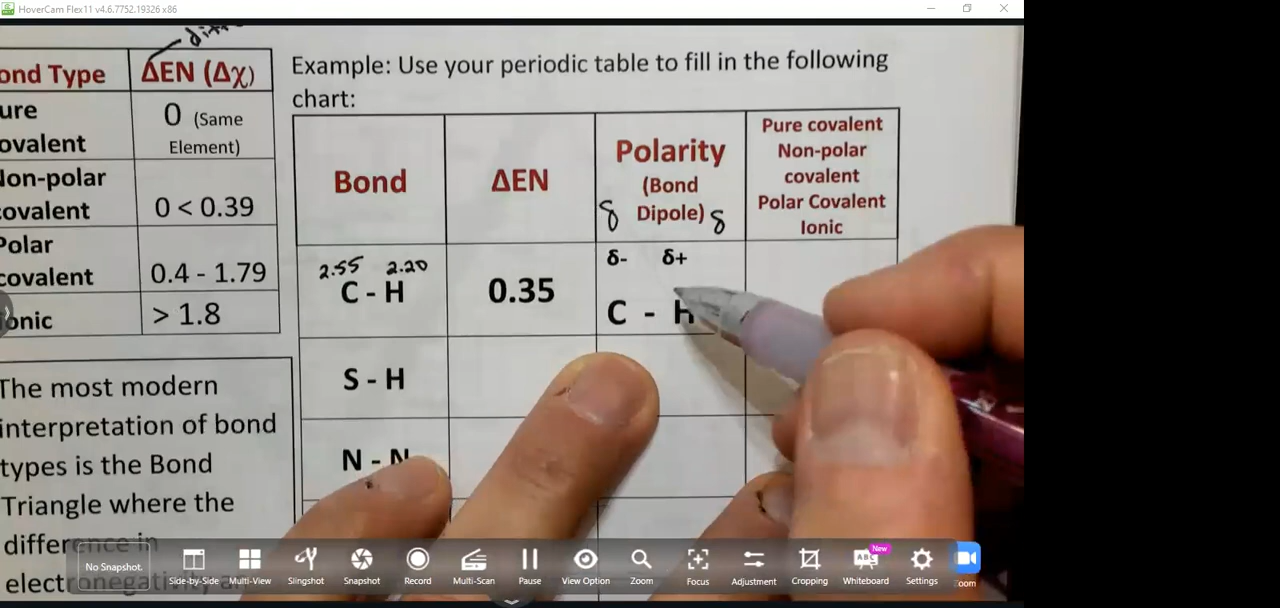 HoverCam Flex11 v4.6.7752.19326 x86
ond Type
ΔEN (Δχ)
ure
ovalent
0 (Same
Element)
Non-polar
covalent
0 < 0.39
Polar
covalent
0.4 - 1.79
onic
> 1.8
The most modern
interpretation of bond
types is the Bond
Triangle where the
difference in
electronegativity
Example: Use your periodic table to fill in the following
chart:
Bond
ΔEN
Polarity
(Bond
δ Dipole) δ
Pure covalent
Non-polar
covalent
Polar Covalent
Ionic
2.55 2.20
C - H
0.35
δ- δ+
C - H
S - H
N - N
No Snapshot.
Side-by-Side
Multi-View
Slingshot
Snapshot
Record
Multi-Scan
Pause
View Option
Zoom
Focus
Adjustment
Cropping
New
ABC
Whiteboard
Settings
Zoom